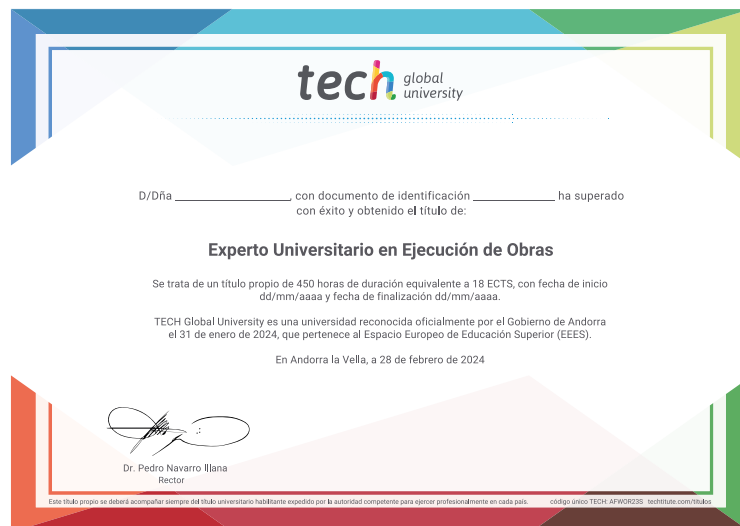 tech global university
D/Dña ____________________, con documento de identificación ______________ ha superado
con éxito y obtenido el título de:
Experto Universitario en Ejecución de Obras
Se trata de un título propio de 450 horas de duración equivalente a 18 ECTS, con fecha de inicio
dd/mm/aaaa y fecha de finalización dd/mm/aaaa.
TECH Global University es una universidad reconocida oficialmente por el Gobierno de Andorra
el 31 de enero de 2024, que pertenece al Espacio Europeo de Educación Superior (EEES).
En Andorra la Vella, a 28 de febrero de 2024
Dr. Pedro Navarro Illana
Rector
Este título propio se deberá acompañar siempre del título universitario habilitante expedido por la autoridad competente para ejercer profesionalmente en cada país. código único TECH: AFWOR23S techtitute.com/titulos